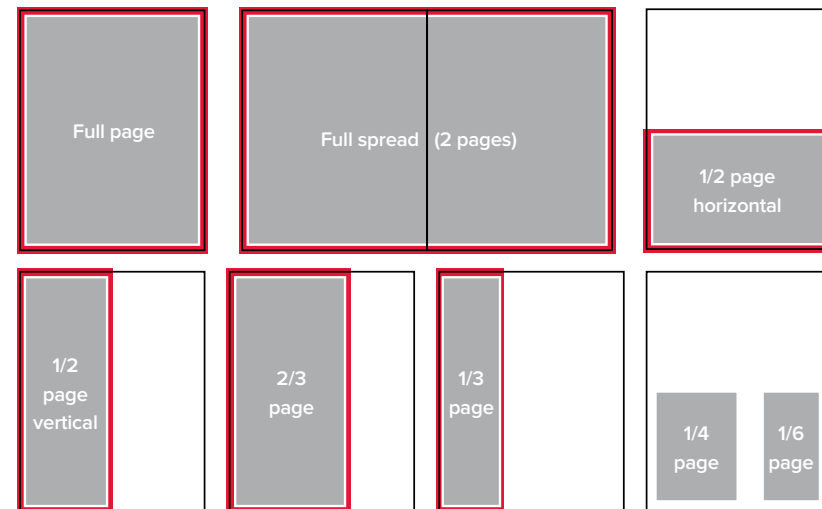 Full page
Full spread (2 pages)
1/2 page
horizontal
1/2
page
vertical
2/3
page
1/3
page
1/4
page
1/6
page